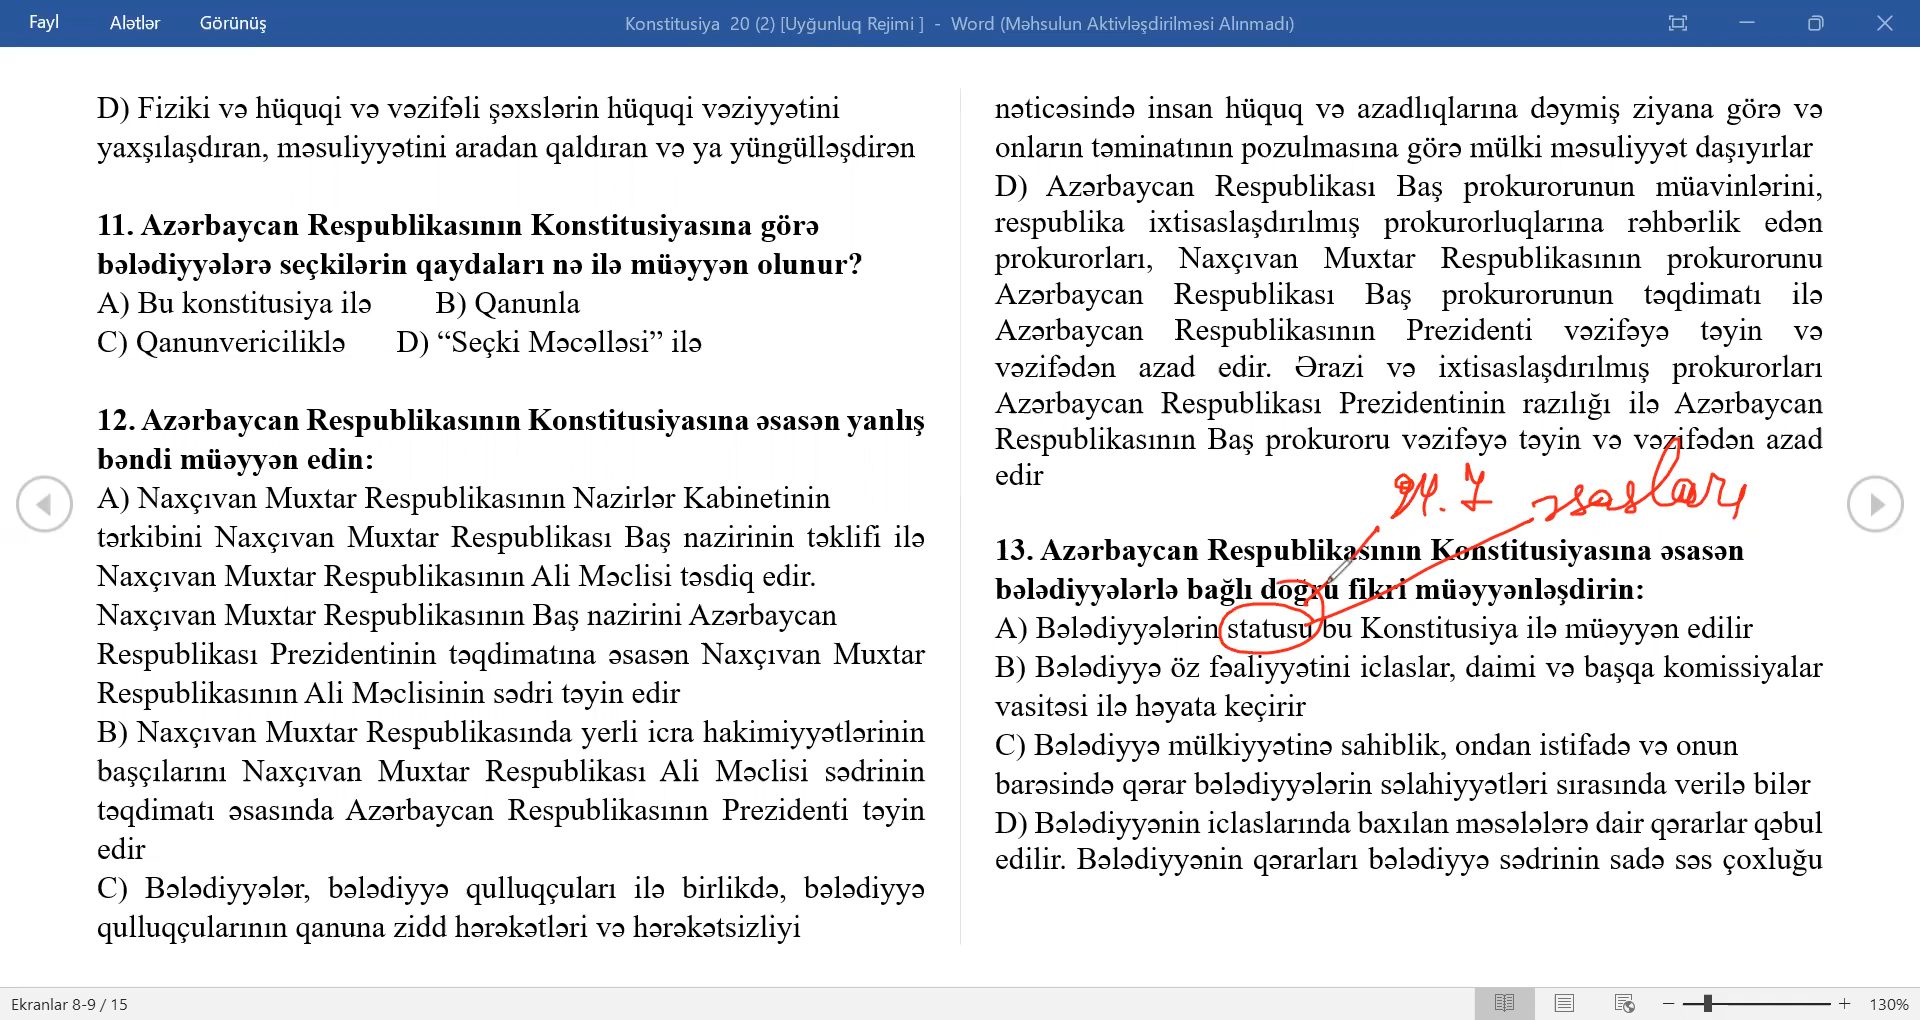 Fayl Alətlər Görünüş Konstitusiya 20 (2) [Uyğunluq Rejimi ] - Word (Məhsulun Aktivləşdirilməsi Alınmadı)
D) Fiziki və hüquqi və vəzifəli şəxslərin hüquqi vəziyyətini
yaxşılaşdıran, məsuliyyətini aradan qaldıran və ya yüngülləşdirən
11. Azərbaycan Respublikasının Konstitusiyasına görə
bələdiyyələrə seçkilərin qaydaları nə ilə müəyyən olunur?
A) Bu konstitusiya ilə B) Qanunla
C) Qanunvericiliklə D) “Seçki Məcəlləsi” ilə
12. Azərbaycan Respublikasının Konstitusiyasına əsasən yanlış
bəndi müəyyən edin:
A) Naxçıvan Muxtar Respublikasının Nazirlər Kabinetinin
tərkibini Naxçıvan Muxtar Respublikası Baş nazirinin təklifi ilə
Naxçıvan Muxtar Respublikasının Ali Məclisi təsdiq edir.
Naxçıvan Muxtar Respublikasının Baş nazirini Azərbaycan
Respublikası Prezidentinin təqdimatına əsasən Naxçıvan Muxtar
Respublikasının Ali Məclisinin sədri təyin edir
B) Naxçıvan Muxtar Respublikasında yerli icra hakimiyyətlərinin
başçılarını Naxçıvan Muxtar Respublikası Ali Məclisi sədrinin
təqdimatı əsasında Azərbaycan Respublikasının Prezidenti təyin
edir
C) Bələdiyyələr, bələdiyyə qulluqçuları ilə birlikdə, bələdiyyə
qulluqçularının qanuna zidd hərəkətləri və hərəkətsizliyi
nəticəsində insan hüquq və azadlıqlarına dəymiş ziyana görə və
onların təminatının pozulmasına görə mülki məsuliyyət daşıyırlar
D) Azərbaycan Respublikası Baş prokurorunun müavinlərini,
respublika ixtisaslaşdırılmış prokurorluqlarına rəhbərlik edən
prokurorları, Naxçıvan Muxtar Respublikasının prokurorunu
Azərbaycan Respublikası Baş prokurorunun təqdimatı ilə
Azərbaycan Respublikasının Prezidenti vəzifəyə təyin və
vəzifədən azad edir. Ərazi və ixtisaslaşdırılmış prokurorları
Azərbaycan Respublikası Prezidentinin razılığı ilə Azərbaycan
Respublikasının Baş prokuroru vəzifəyə təyin və vəzifədən azad
edir
94. I əsasları
13. Azərbaycan Respublikasının Konstitusiyasına əsasən
bələdiyyələrlə bağlı doğru fikri müəyyənləşdirin:
A) Bələdiyyələrin statusu bu Konstitusiya ilə müəyyən edilir
B) Bələdiyyə öz fəaliyyətini iclaslar, daimi və başqa komissiyalar
vasitəsi ilə həyata keçirir
C) Bələdiyyə mülkiyyətinə sahiblik, ondan istifadə və onun
barəsində qərar bələdiyyələrin səlahiyyətləri sırasında verilə bilər
D) Bələdiyyənin iclaslarında baxılan məsələlərə dair qərarlar qəbul
edilir. Bələdiyyənin qərarları bələdiyyə sədrinin sadə səs çoxluğu
Ekranlar 8-9 / 15 130%